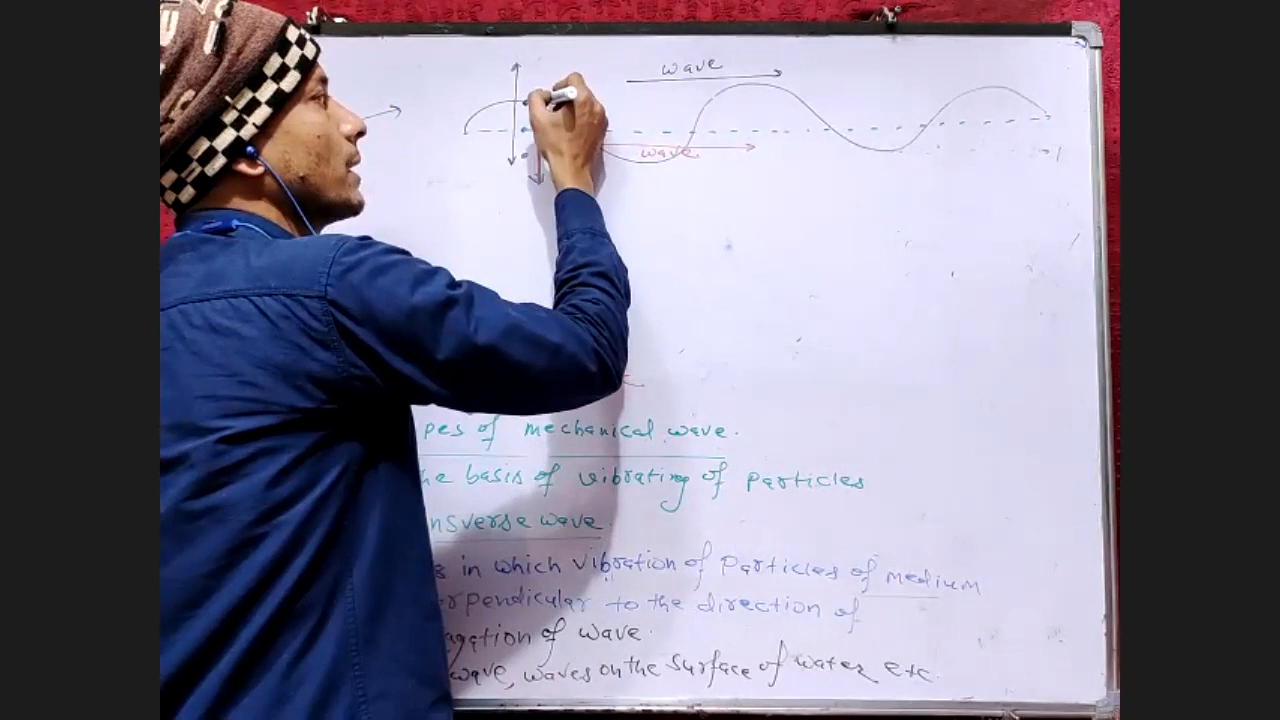 wave
wave
pes of mechanical wave.
he basis of vibrating of particles
nsverse wave.
s in which vibration of particles of medium
rpendicular to the direction of
agation of wave.
wave, waves on the surface of water etc.